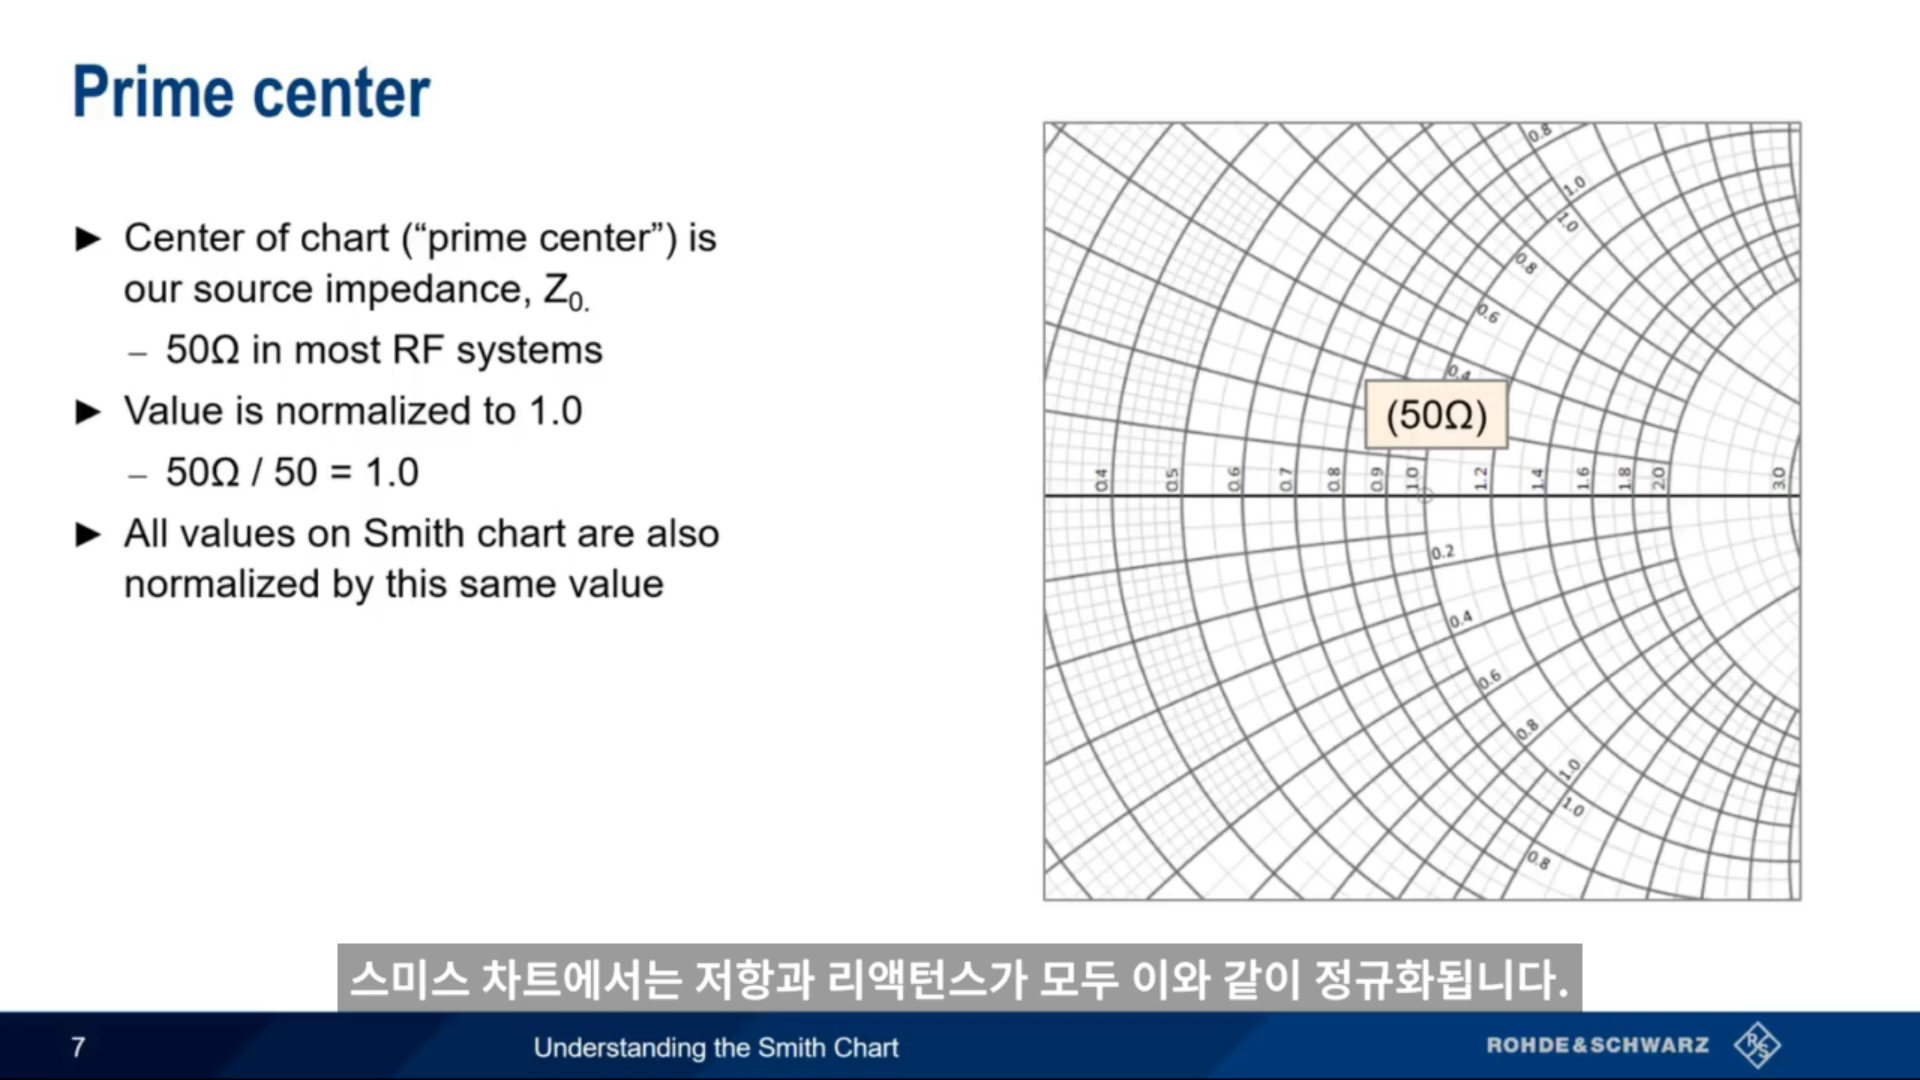 Prime center
► Center of chart (“prime center”) is
our source impedance, Z0.
– 50Ω in most RF systems
► Value is normalized to 1.0
– 50Ω / 50 = 1.0
► All values on Smith chart are also
normalized by this same value
0.8
1.0
1.0
0.8
0.6
0.4
(50Ω)
0.4 0.5 0.6 0.7 0.8 0.9 1.0 1.2 1.4 1.6 1.8 2.0 3.0
0.2
0.4
0.6
0.8
1.0
1.0
0.8
스미스 차트에서는 저항과 리액턴스가 모두 이와 같이 정규화됩니다.
7 Understanding the Smith Chart ROHDE&SCHWARZ RS